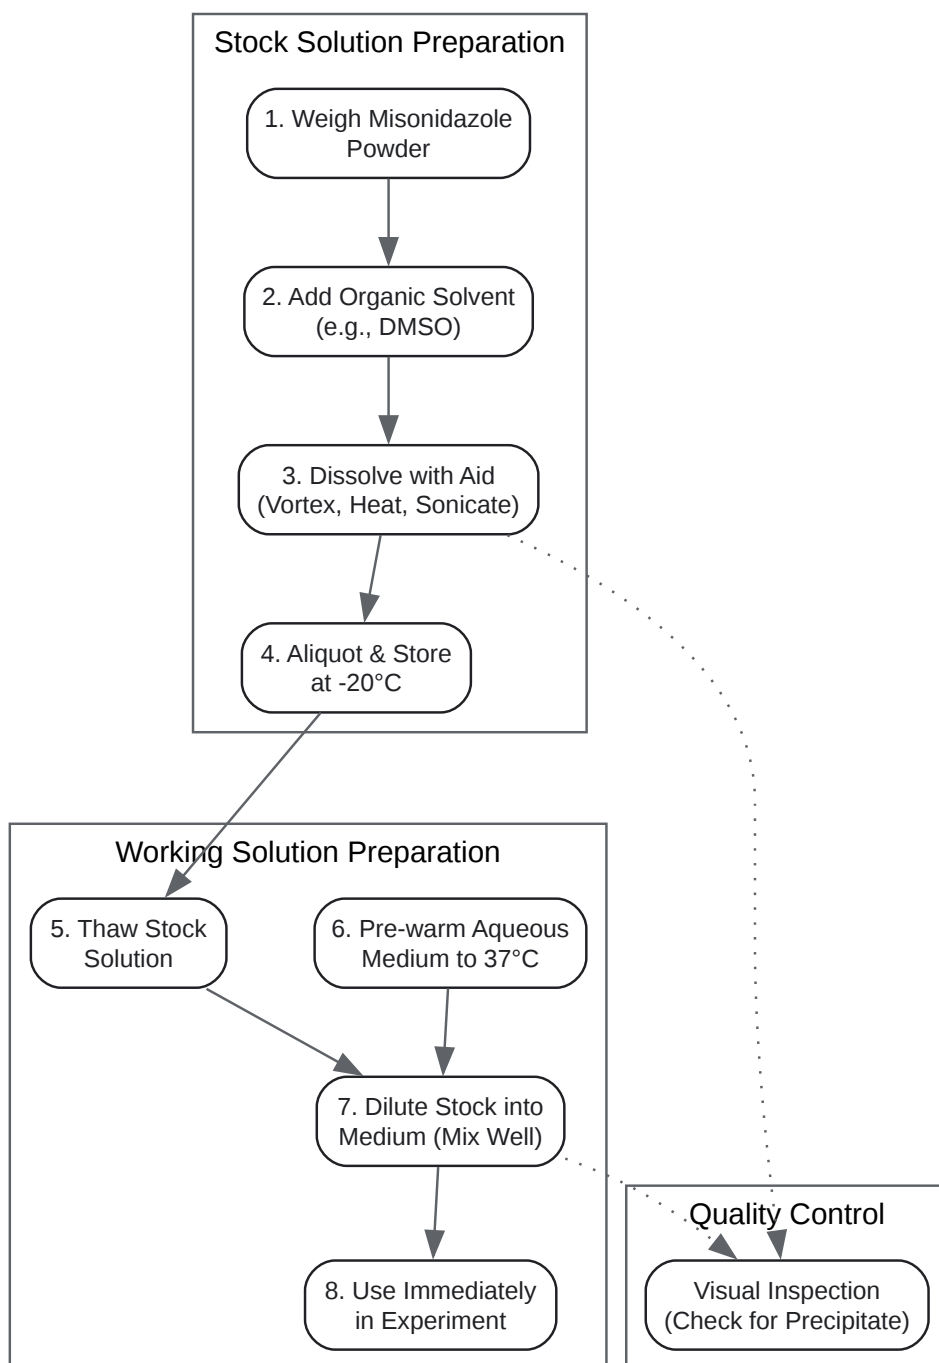 Stock Solution Preparation
1. Weigh Misonidazole
Powder
2. Add Organic Solvent
(e.g., DMSO)
3. Dissolve with Aid
(Vortex, Heat, Sonicate)
4. Aliquot & Store
at -20°C
Working Solution Preparation
5. Thaw Stock
Solution
6. Pre-warm Aqueous
Medium to 37°C
7. Dilute Stock into
Medium (Mix Well)
8. Use Immediately
in Experiment
Quality Control
Visual Inspection
(Check for Precipitate)